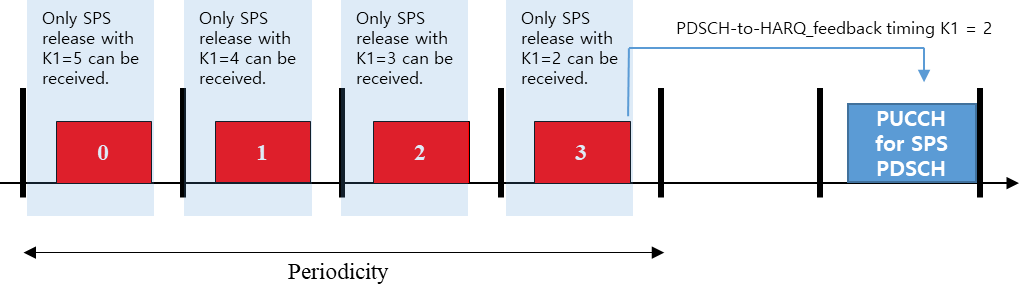 Only SPS
release with
K1=5 can be
received.
Only SPS
release with
K1=4 can be
received.
Only SPS
release with
K1=3 can be
received.
Only SPS
release with
K1=2 can be
received.
PDSCH-to-HARQ_feedback timing K1 = 2
0
1
2
3
PUCCH
for SPS
PDSCH
Periodicity